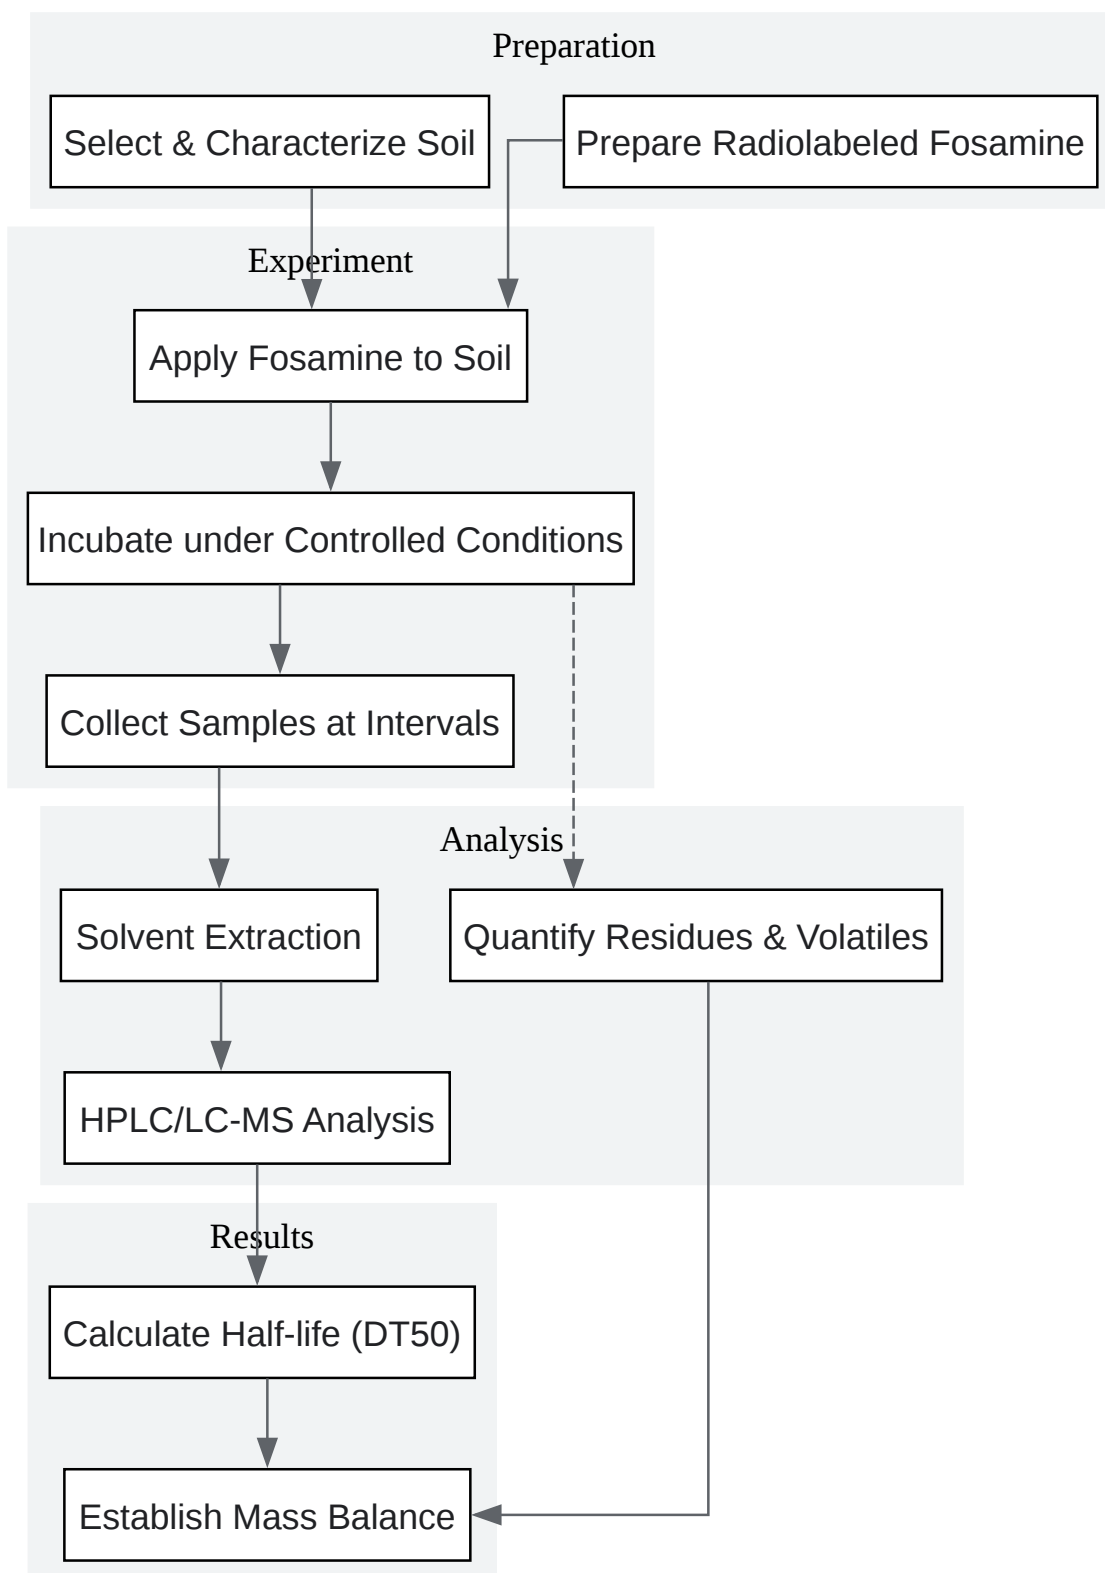 Preparation
Select & Characterize Soil
Prepare Radiolabeled Fosamine
Experiment
Apply Fosamine to Soil
Incubate under Controlled Conditions
Collect Samples at Intervals
Analysis
Solvent Extraction
Quantify Residues & Volatiles
HPLC/LC-MS Analysis
Results
Calculate Half-life (DT50)
Establish Mass Balance